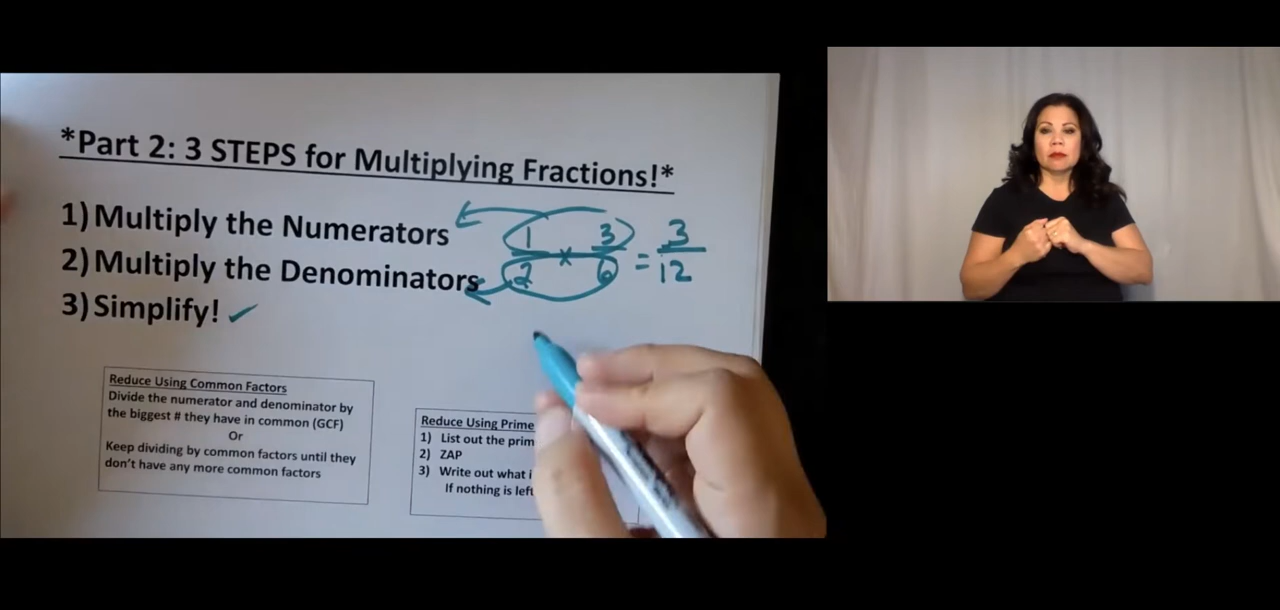 *Part 2: 3 STEPS for Multiplying Fractions!*
1) Multiply the Numerators
2) Multiply the Denominators
3) Simplify! ✓
1/2 × 3/6 = 3/12
Reduce Using Common Factors
Divide the numerator and denominator by
the biggest # they have in common (GCF)
Or
Keep dividing by common factors until they
don't have any more common factors
Reduce Using Prime
1) List out the prim
2) ZAP
3) Write out what i
If nothing is left